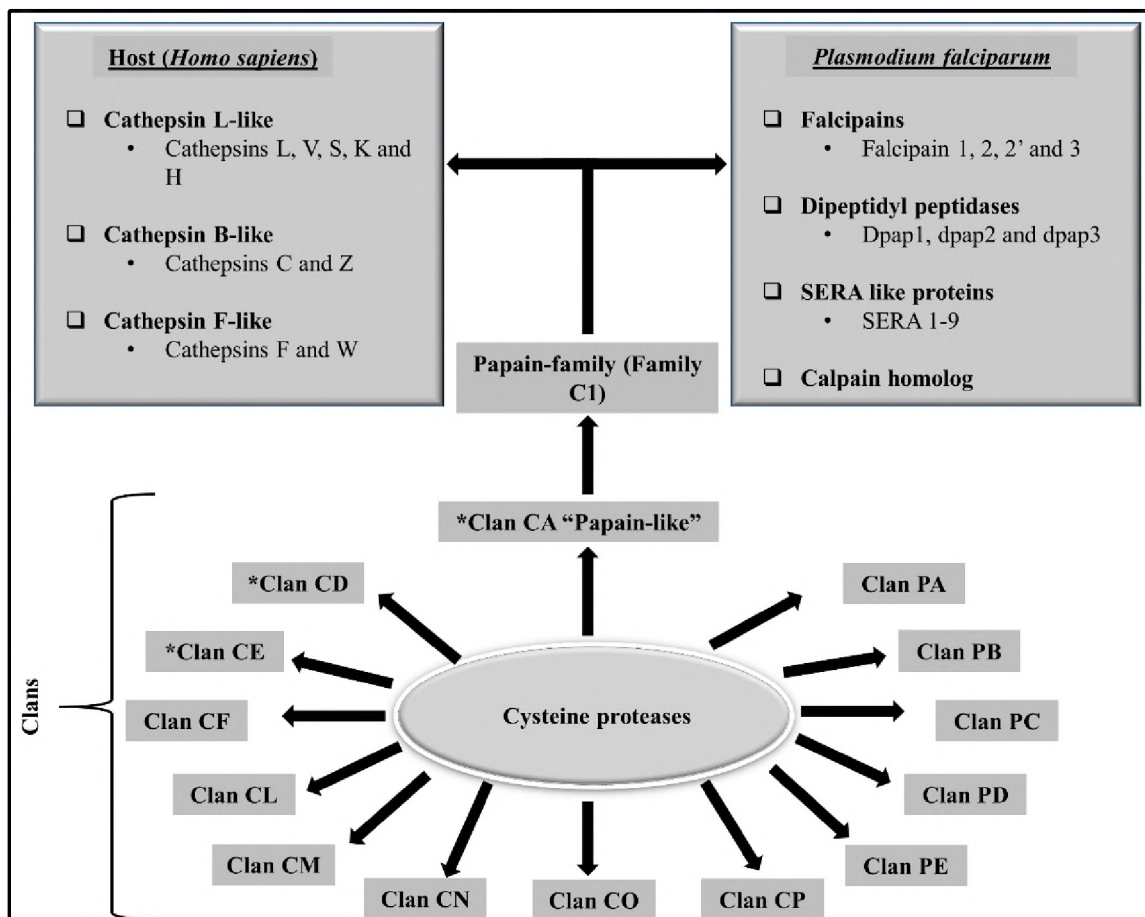 Host (Homo sapiens)
❑ Cathepsin L-like
• Cathepsins L, V, S, K and
H
❑ Cathepsin B-like
• Cathepsins C and Z
❑ Cathepsin F-like
• Cathepsins F and W
Plasmodium falciparum
❑ Falcipains
• Falcipain 1, 2, 2’ and 3
❑ Dipeptidyl peptidases
• Dpap1, dpap2 and dpap3
❑ SERA like proteins
• SERA 1-9
❑ Calpain homolog
Papain-family (Family
C1)
*Clan CA “Papain-like”
Clans
*Clan CD
*Clan CE
Clan CF
Clan CL
Clan CM
Clan CN
Clan CO
Clan CP
Clan PE
Clan PD
Clan PC
Clan PB
Clan PA
Cysteine proteases